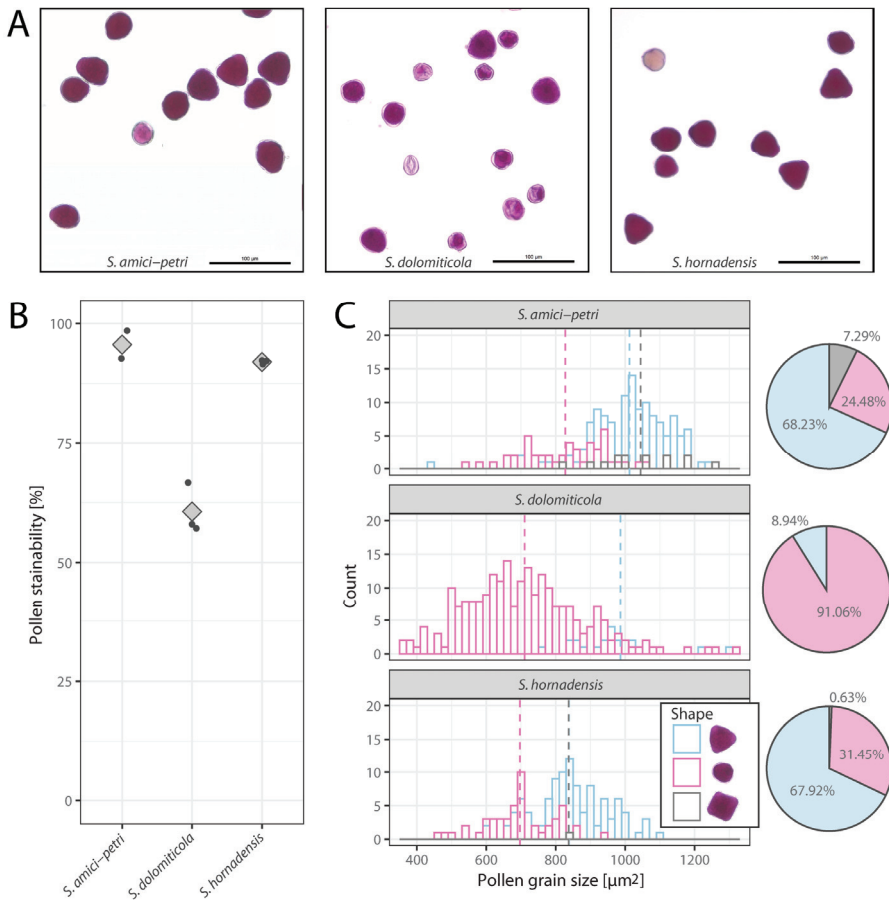 A
100 μm
S. amici–petri
100 μm
S. dolomiticola
100 μm
S. hornadensis
B
Pollen stainability [%]
100
75
50
25
0
S. amici–petri
S. dolomiticola
S. hornadensis
C
Count
S. amici–petri
20
15
10
5
0
7.29%
24.48%
68.23%
S. dolomiticola
20
15
10
5
0
8.94%
91.06%
S. hornadensis
20
15
10
5
0
Shape
0.63%
31.45%
67.92%
400 600 800 1000 1200
Pollen grain size [μm²]